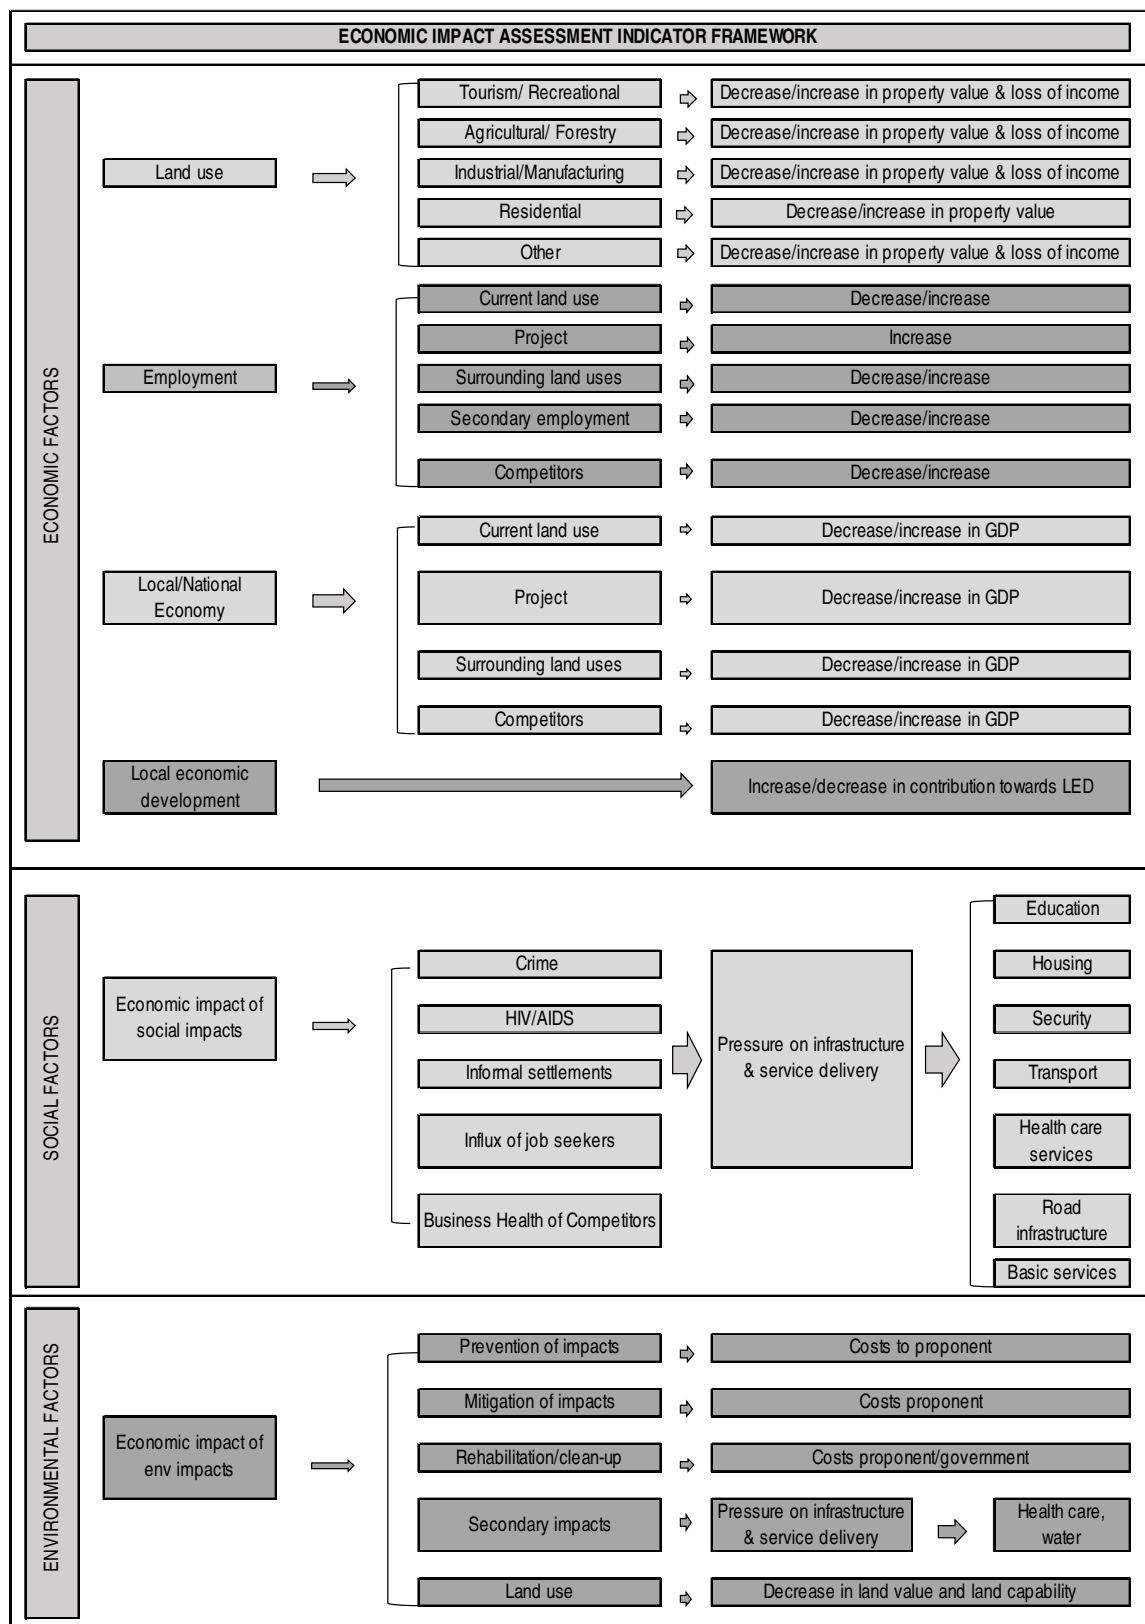 ECONOMIC IMPACT ASSESSMENT INDICATOR FRAMEWORK
ECONOMIC FACTORS
Land use
Tourism/ Recreational
Decrease/increase in property value & loss of income
Agricultural/ Forestry
Decrease/increase in property value & loss of income
Industrial/Manufacturing
Decrease/increase in property value & loss of income
Residential
Decrease/increase in property value
Other
Decrease/increase in property value & loss of income
Employment
Current land use
Decrease/increase
Project
Increase
Surrounding land uses
Decrease/increase
Secondary employment
Decrease/increase
Competitors
Decrease/increase
Local/National
Economy
Current land use
Decrease/increase in GDP
Project
Decrease/increase in GDP
Surrounding land uses
Decrease/increase in GDP
Competitors
Decrease/increase in GDP
Local economic
development
Increase/decrease in contribution towards LED
SOCIAL FACTORS
Economic impact of
social impacts
Crime
HIV/AIDS
Informal settlements
Influx of job seekers
Business Health of Competitors
Pressure on infrastructure
& service delivery
Education
Housing
Security
Transport
Health care
services
Road
infrastructure
Basic services
ENVIRONMENTAL FACTORS
Economic impact of
env impacts
Prevention of impacts
Costs to proponent
Mitigation of impacts
Costs proponent
Rehabilitation/clean-up
Costs proponent/government
Secondary impacts
Pressure on infrastructure
& service delivery
Health care,
water
Land use
Decrease in land value and land capability